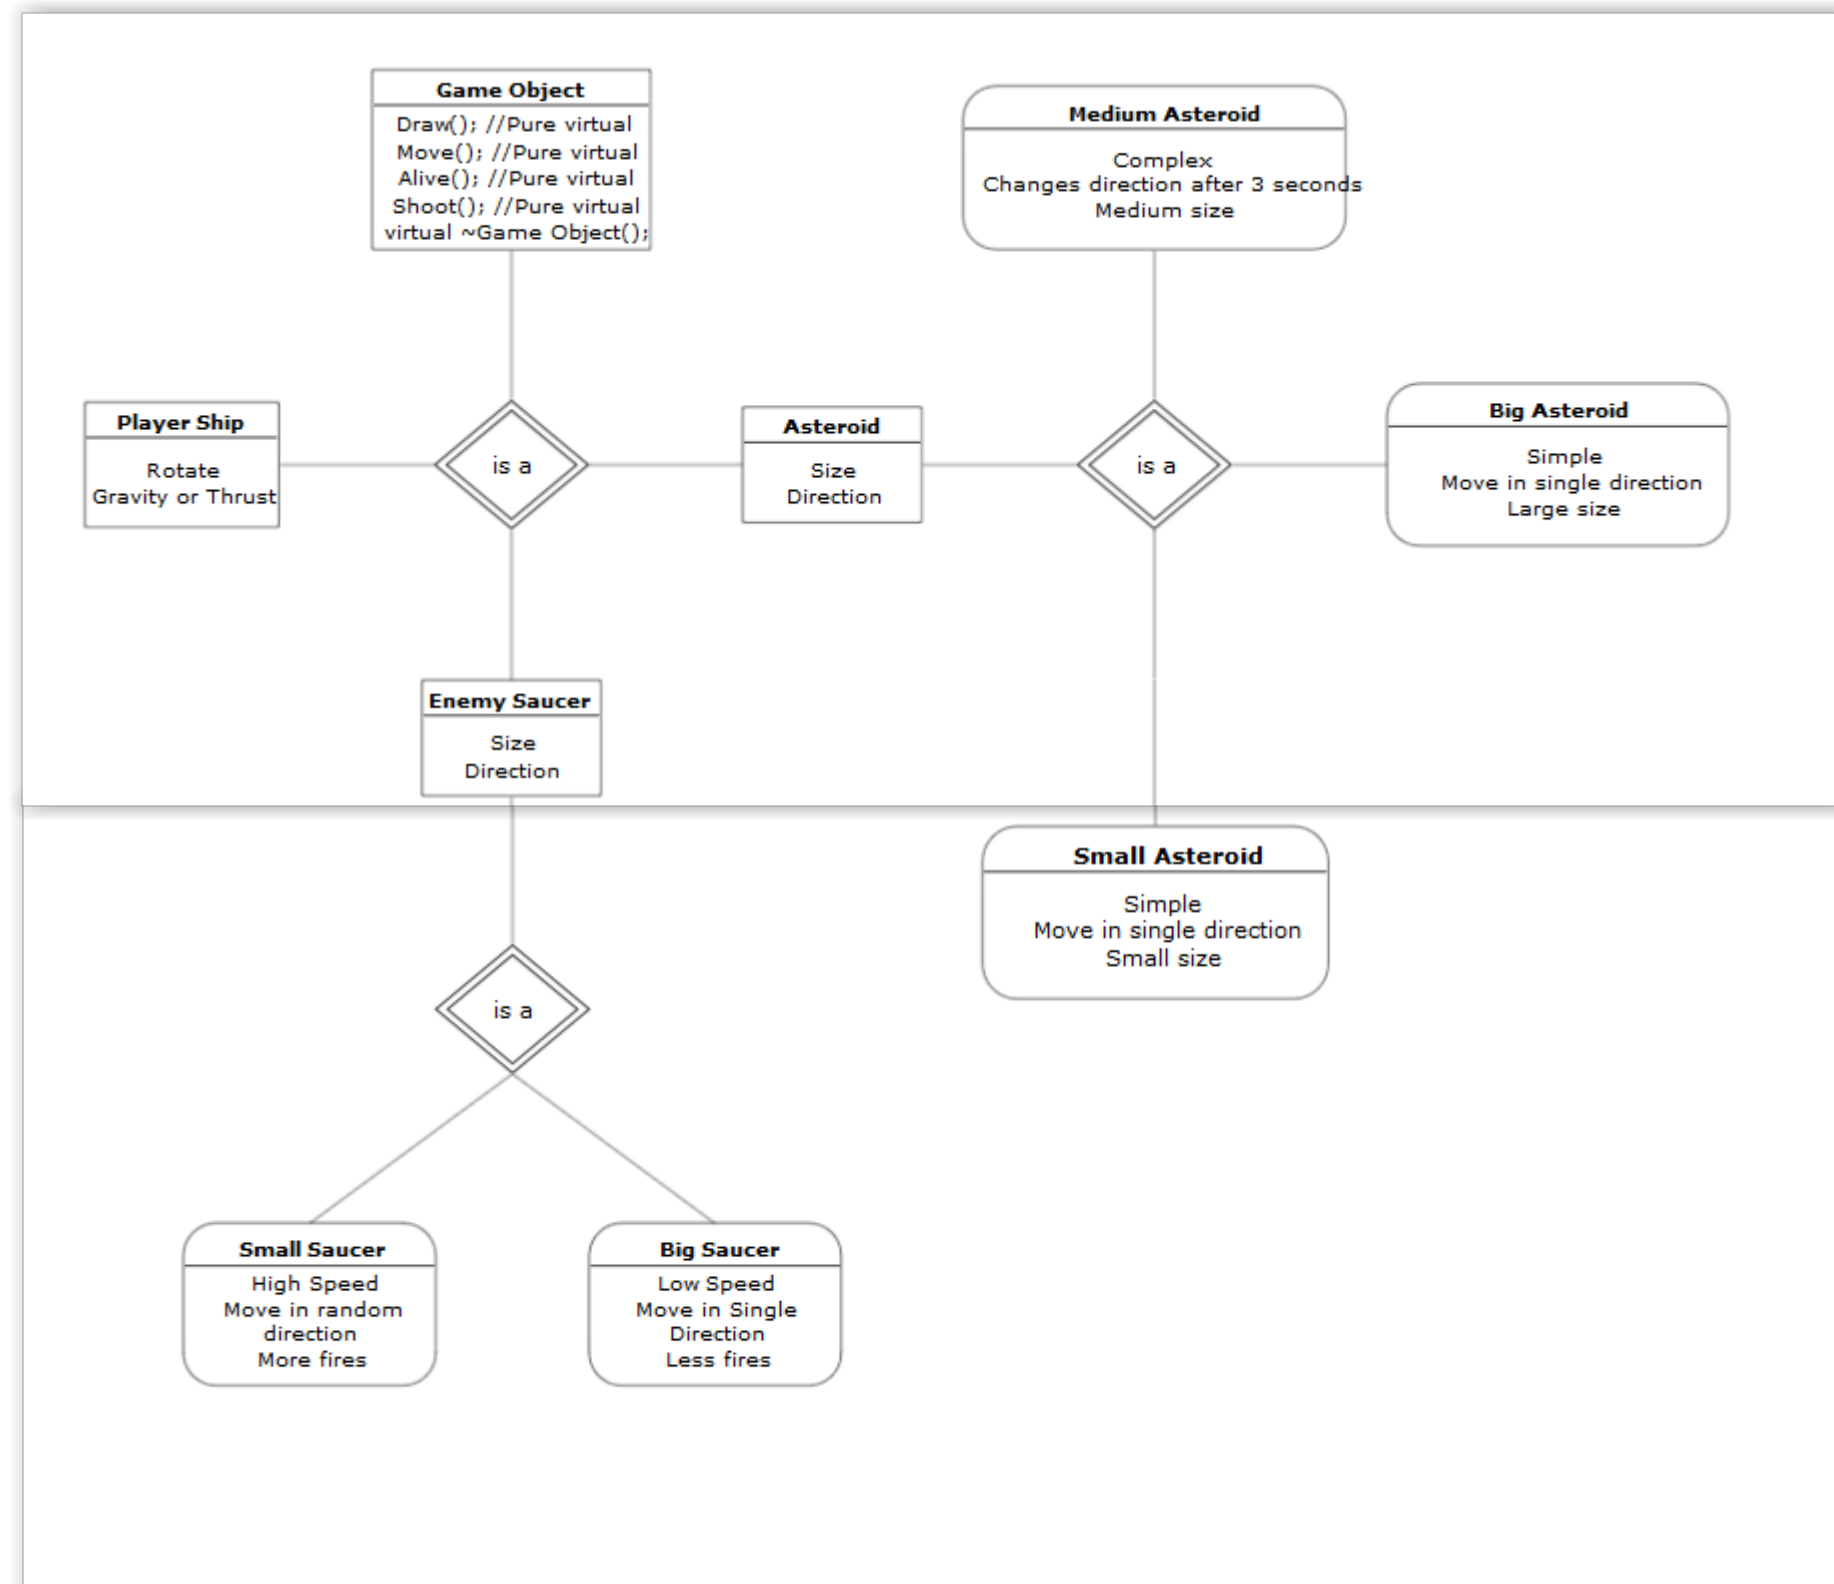 Game Object
Draw(); //Pure virtual
Move(); //Pure virtual
Alive(); //Pure virtual
Shoot(); //Pure virtual
virtual ~Game Object();
Medium Asteroid
Complex
Changes direction after 3 seconds
Medium size
Player Ship
Rotate
Gravity or Thrust
is a
Asteroid
Size
Direction
is a
Big Asteroid
Simple
Move in single direction
Large size
Enemy Saucer
Size
Direction
Small Asteroid
Simple
Move in single direction
Small size
is a
Small Saucer
High Speed
Move in random
direction
More fires
Big Saucer
Low Speed
Move in Single
Direction
Less fires